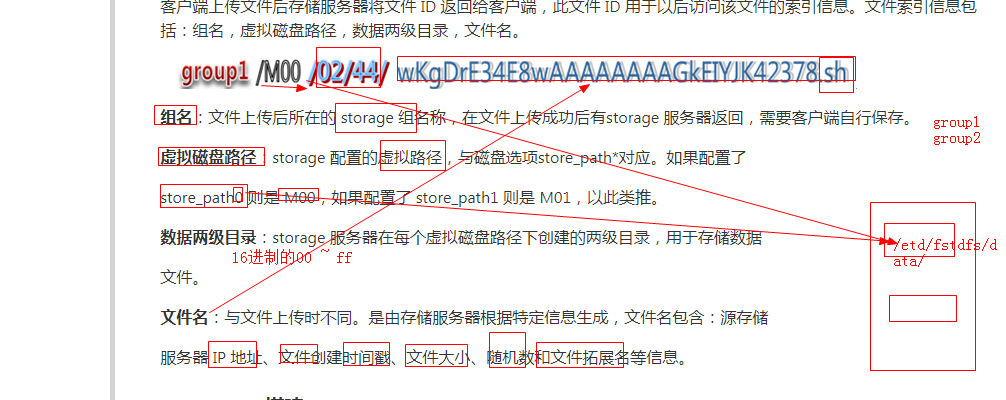 客户端上传文件后存储服务器将文件 ID 返回给客户端，此文件 ID 用于以后访问该文件的索引信息。文件索引信息包
括：组名，虚拟磁盘路径，数据两级目录，文件名。
group1 /M00 /02/44/ wKgDrE34E8wAAAAAAAAGkEIYJK42378.sh
组名：文件上传后所在的 storage 组名称，在文件上传成功后有storage 服务器返回，需要客户端自行保存。
group1
group2
虚拟磁盘路径：storage 配置的虚拟路径，与磁盘选项store_path*对应。如果配置了
store_path0 则是 M00，如果配置了 store_path1 则是 M01，以此类推。
数据两级目录：storage 服务器在每个虚拟磁盘路径下创建的两级目录，用于存储数据
/etd/fstdfs/d
ata/
16进制的00 ~ ff
文件。
文件名：与文件上传时不同。是由存储服务器根据特定信息生成，文件名包含：源存储
服务器 IP 地址、文件创建时间戳、文件大小、随机数和文件拓展名等信息。